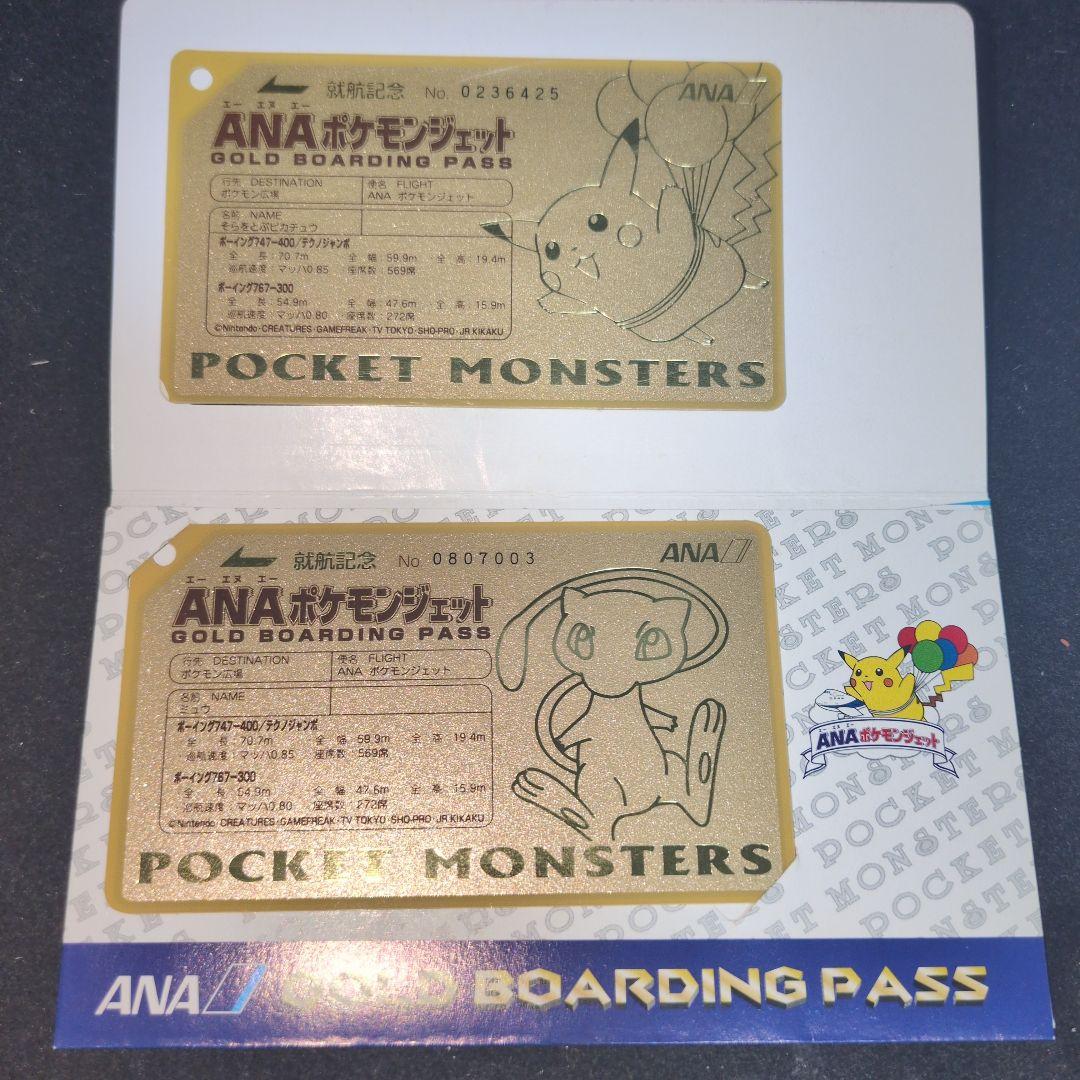 就航記念 No. 0236425 ANA
エー エヌ エー
ANAポケモンジェット
GOLD BOARDING PASS
行先 DESTINATION 便名 FLIGHT
ポケモン広場 ANA ポケモンジェット
名前 NAME
そらをとぶピカチュウ
ボーイング747-400/テクノジャンボ
全 長:70.7m 全 幅:59.9m 全 高:19.4m
巡航速度:マッハ0.85 座席数:569席
ボーイング767-300
全 長:54.9m 全 幅:47.6m 全 高:15.9m
巡航速度:マッハ0.80 座席数:272席
©Nintendo・CREATURES・GAMEFREAK・TV TOKYO・SHO-PRO・JR KIKAKU
POCKET MONSTERS
就航記念 No 0807003 ANA
エー エヌ エー
ANAポケモンジェット
GOLD BOARDING PASS
行先 DESTINATION 便名 FLIGHT
ポケモン広場 ANA ポケモンジェット
名前 NAME
ミュウ
ボーイング747-400/テクノジャンボ
全 長 70.7m 全 幅 59.9m 全 高 19.4m
巡航速度:マッハ0.85 座席数 569席
ボーイング767-300
全 長 54.9m 全 幅 47.6m 全 高 15.9m
巡航速度:マッハ0.80 座席数 272席
©Nintendo・CREATURES・GAMEFREAK・TV TOKYO・SHO-PRO・JR KIKAKU
POCKET MONSTERS
エー エヌ エー
ANAポケモンジェット
POCKET MONSTERS
ANA GOLD BOARDING PASS